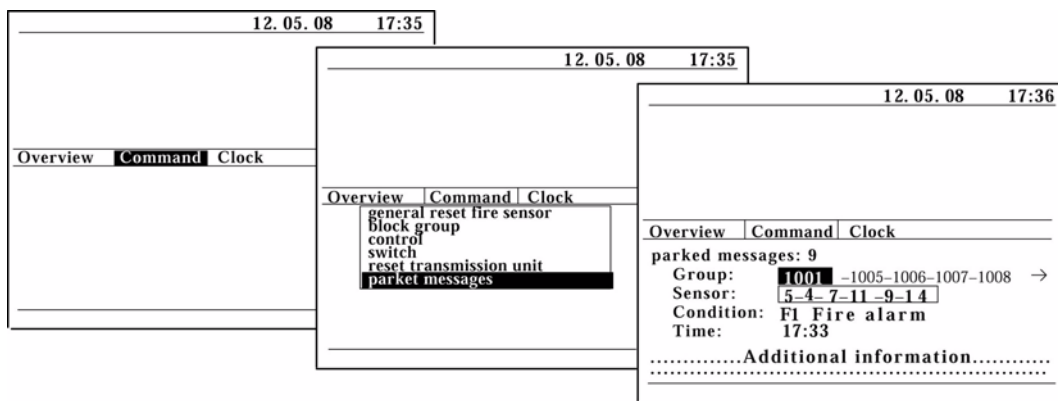 12. 05. 08 17:35
Overview Command Clock
12. 05. 08 17:35
Overview Command Clock
general reset fire sensor
block group
control
switch
reset transmission unit
parket messages
12. 05. 08 17:36
Overview Command Clock
parked messages: 9
Group: 1001 –1005–1006–1007–1008 →
Sensor: 5–4–7–11–9–14
Condition: F1 Fire alarm
Time: 17:33
..............Additional information............